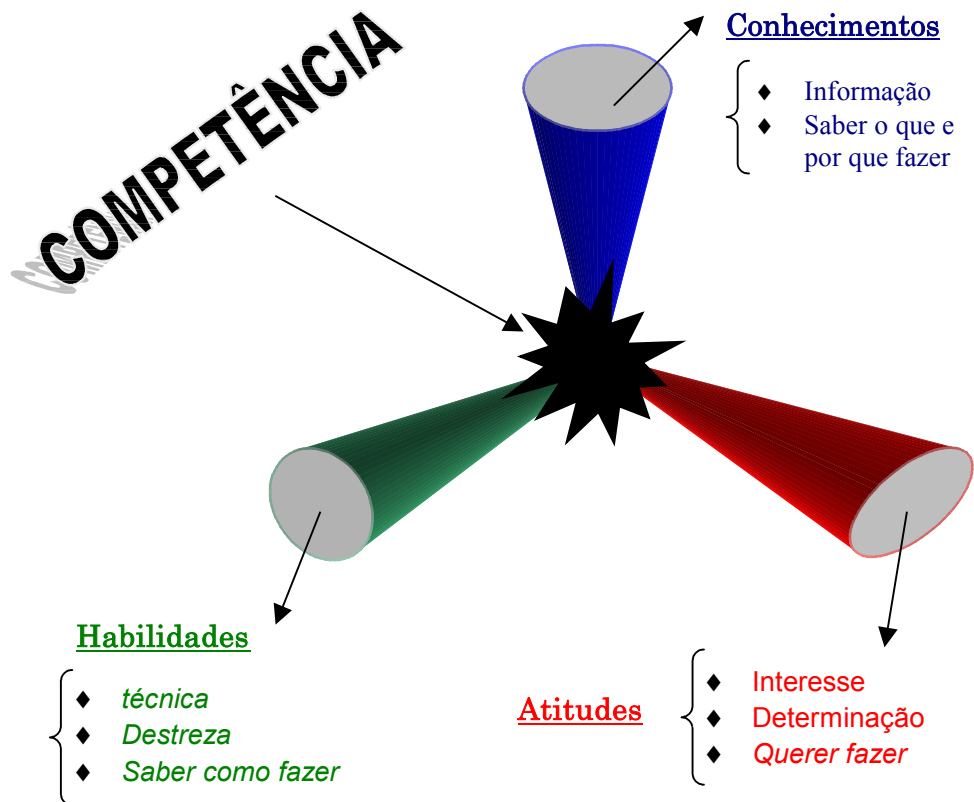 COMPETÊNCIA
Conhecimentos
♦ Informação
♦ Saber o que e
por que fazer
Habilidades
♦ técnica
♦ Destreza
♦ Saber como fazer
Atitudes
♦ Interesse
♦ Determinação
♦ Querer fazer